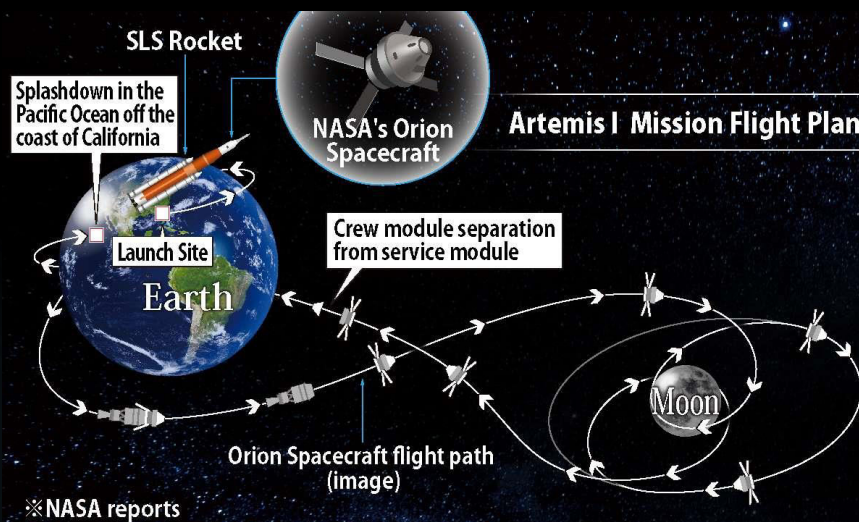 SLS Rocket
Splashdown in the
Pacific Ocean off the
coast of California
NASA's Orion
Spacecraft
Artemis I Mission Flight Plan
Launch Site
Crew module separation
from service module
Earth
Moon
Orion Spacecraft flight path
(image)
※NASA reports